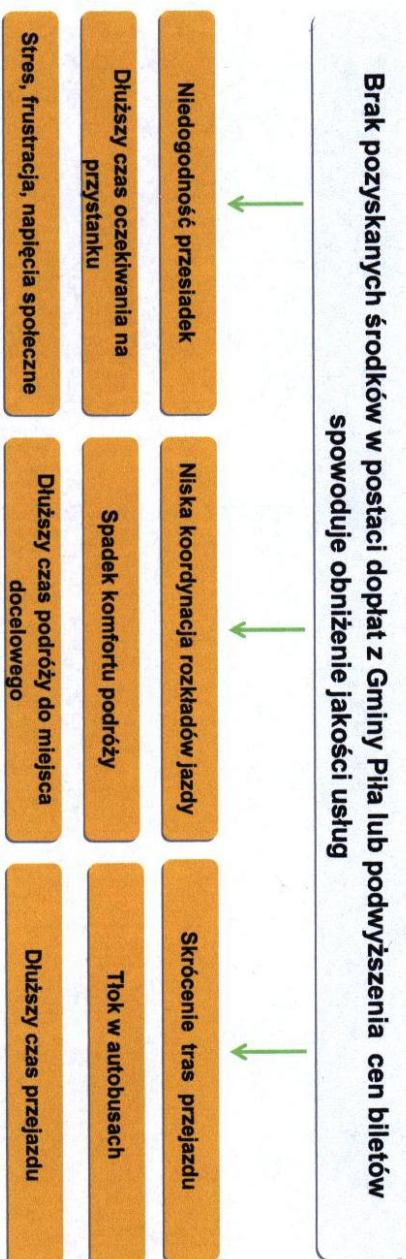 Brak pozyskanych środków w postaci dopłat z Gminy Piła lub podwyższenia cen biletów
spowoduje obniżenie jakości usług
Niedogodność przesiadek
Dłuższy czas oczekiwania na
przystanku
Stres, frustracja, napięcia społeczne
Niska koordynacja rozkładów jazdy
Spadek komfortu podróży
Dłuższy czas podróży do miejsca
docelowego
Skrócenie tras przejazdu
Tłok w autobusach
Dłuższy czas przejazdu